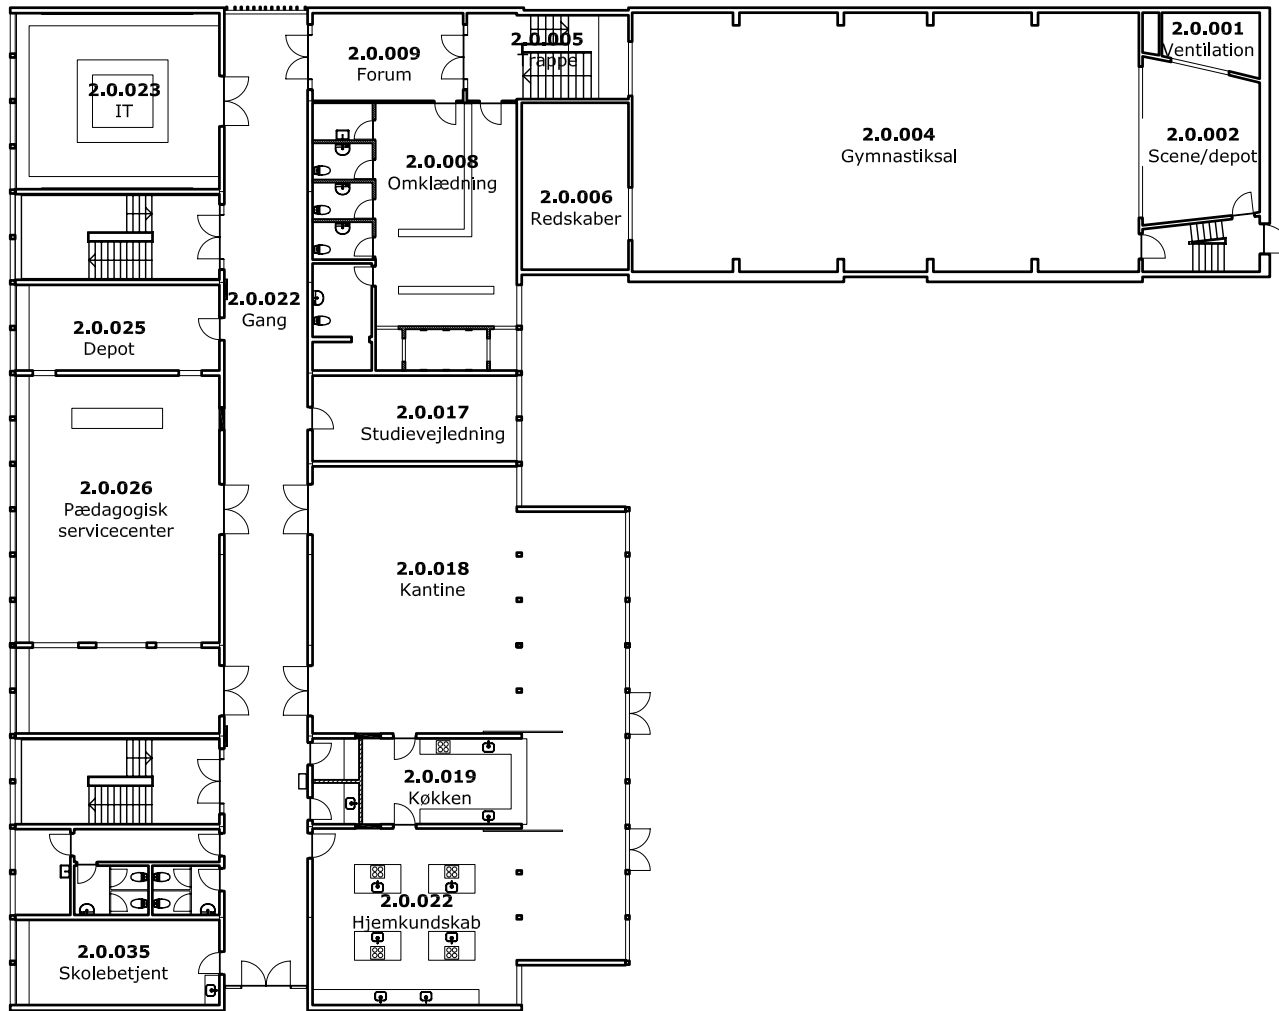 2.0.001
Ventilation
2.0.005
Trappe
2.0.009
Forum
2.0.023
IT
2.0.004
Gymnastiksal
2.0.002
Scene/depot
2.0.008
Omklædning
2.0.006
Redskaber
2.0.022
Gang
2.0.025
Depot
2.0.017
Studievejledning
2.0.026
Pædagogisk
servicecenter
2.0.018
Kantine
2.0.019
Køkken
2.0.022
Hjemkundskab
2.0.035
Skolebetjent